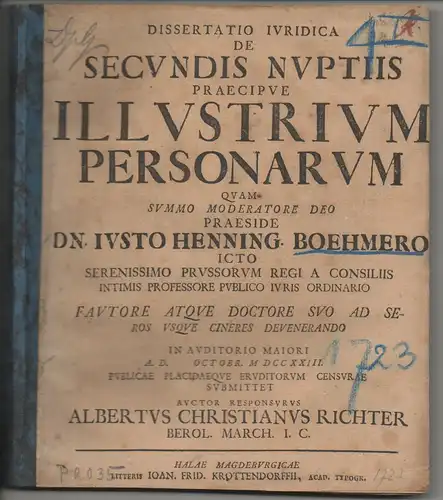 DISSERTATIO IVRIDICA
DE
SECVNDIS NVPTIIS
PRAECIPVE
ILLVSTRIVM
PERSONARVM
QVAM
SVMMO MODERATORE DEO
PRAESIDE
DN. IVSTO HENNING. BOEHMERO
ICTO
SERENISSIMO PRVSSORVM REGI A CONSILIIS
INTIMIS PROFESSORE PVBLICO IVRIS ORDINARIO
FAVTORE ATQVE DOCTORE SVO AD SE-
ROS VSQVE CINERES DEVENERANDO
IN AVDITORIO MAIORI
A. D. OCTOBR. M DCC XXIII.
1723
PVBLICAE PLACIDAEQVE ERVDITORVM CENSVRAE
SVBMITTET
AVCTOR RESPONSVRVS
ALBERTVS CHRISTIANVS RICHTER
BEROL. MARCH. I. C.
HALAE MAGDEBVRGICAE
LITTERIS IOAN. FRID. KROTTENDORFFII, ACAD. TYPOGR.